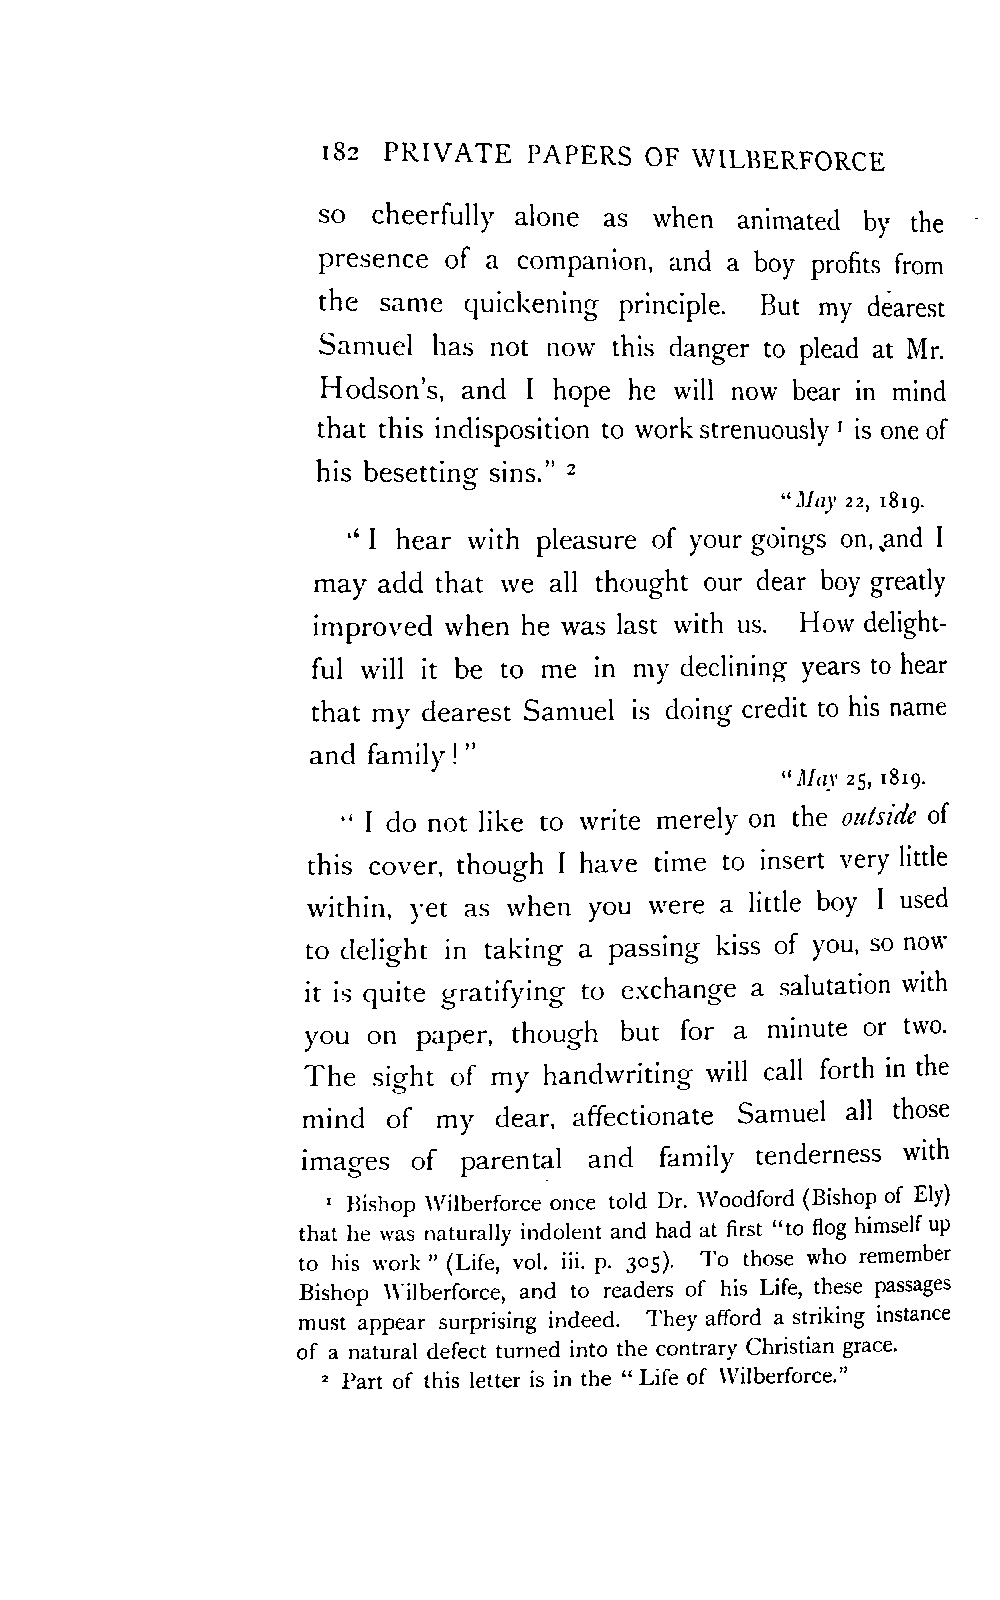 182 PRIVATE PAPERS OF WILBERFORCE
so cheerfully alone as when animated by the
presence of a companion, and a boy profits from
the same quickening principle. But my dearest
Samuel has not now this danger to plead at Mr.
Hodson's, and I hope he will now bear in mind
that this indisposition to work strenuously ¹ is one of
his besetting sins." ²
"May 22, 1819.
"I hear with pleasure of your goings on, and I
may add that we all thought our dear boy greatly
improved when he was last with us. How delight-
ful will it be to me in my declining years to hear
that my dearest Samuel is doing credit to his name
and family!"
"May 25, 1819.
"I do not like to write merely on the outside of
this cover, though I have time to insert very little
within, yet as when you were a little boy I used
to delight in taking a passing kiss of you, so now
it is quite gratifying to exchange a salutation with
you on paper, though but for a minute or two.
The sight of my handwriting will call forth in the
mind of my dear, affectionate Samuel all those
images of parental and family tenderness with
¹ Bishop Wilberforce once told Dr. Woodford (Bishop of Ely)
that he was naturally indolent and had at first "to flog himself up
to his work" (Life, vol. iii. p. 305). To those who remember
Bishop Wilberforce, and to readers of his Life, these passages
must appear surprising indeed. They afford a striking instance
of a natural defect turned into the contrary Christian grace.
² Part of this letter is in the "Life of Wilberforce."